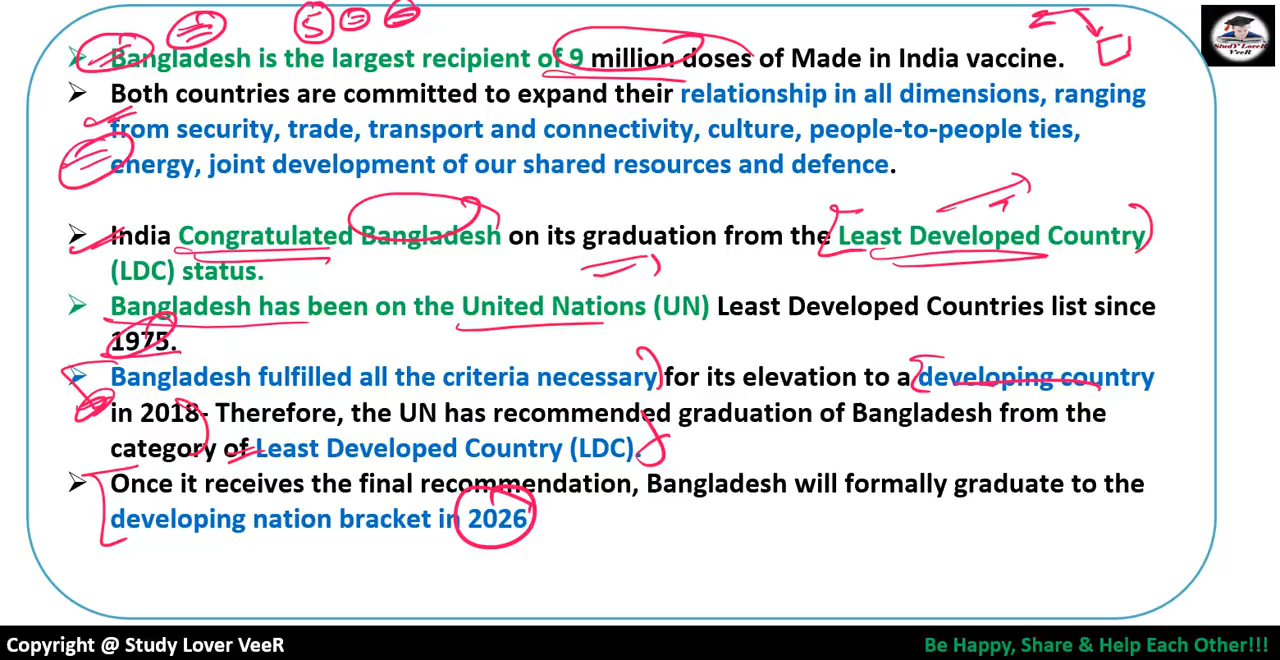 S
Bangladesh is the largest recipient of 9 million doses of Made in India vaccine.
Both countries are committed to expand their relationship in all dimensions, ranging
from security, trade, transport and connectivity, culture, people-to-people ties,
energy, joint development of our shared resources and defence.
India Congratulated Bangladesh on its graduation from the Least Developed Country
(LDC) status.
Bangladesh has been on the United Nations (UN) Least Developed Countries list since
1975.
Bangladesh fulfilled all the criteria necessary for its elevation to a developing country
in 2018- Therefore, the UN has recommended graduation of Bangladesh from the
category of Least Developed Country (LDC).
Once it receives the final recommendation, Bangladesh will formally graduate to the
developing nation bracket in 2026
StudY LoveR
VeeR
Copyright @ Study Lover VeeR
Be Happy, Share & Help Each Other!!!